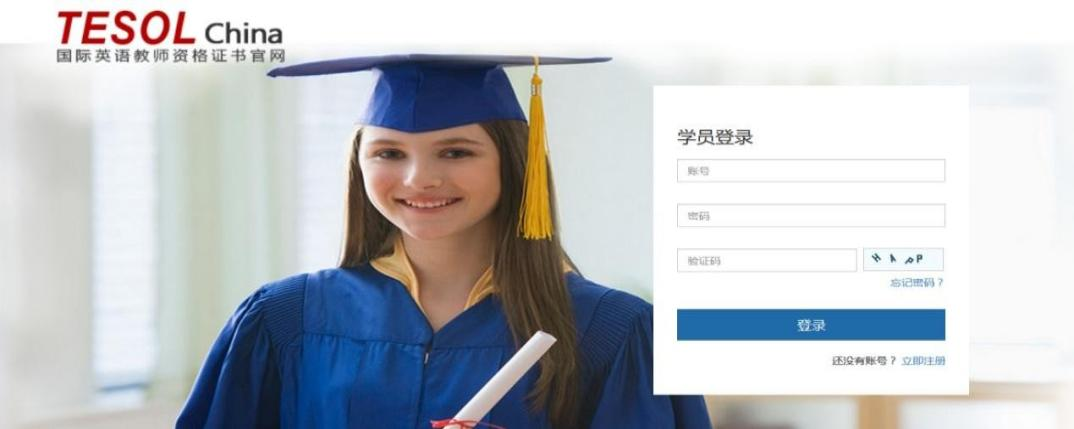 TESOL China
国际英语教师资格证书官网
学员登录
账号
密码
验证码
忘记密码？
登录
还没有账号？ 立即注册